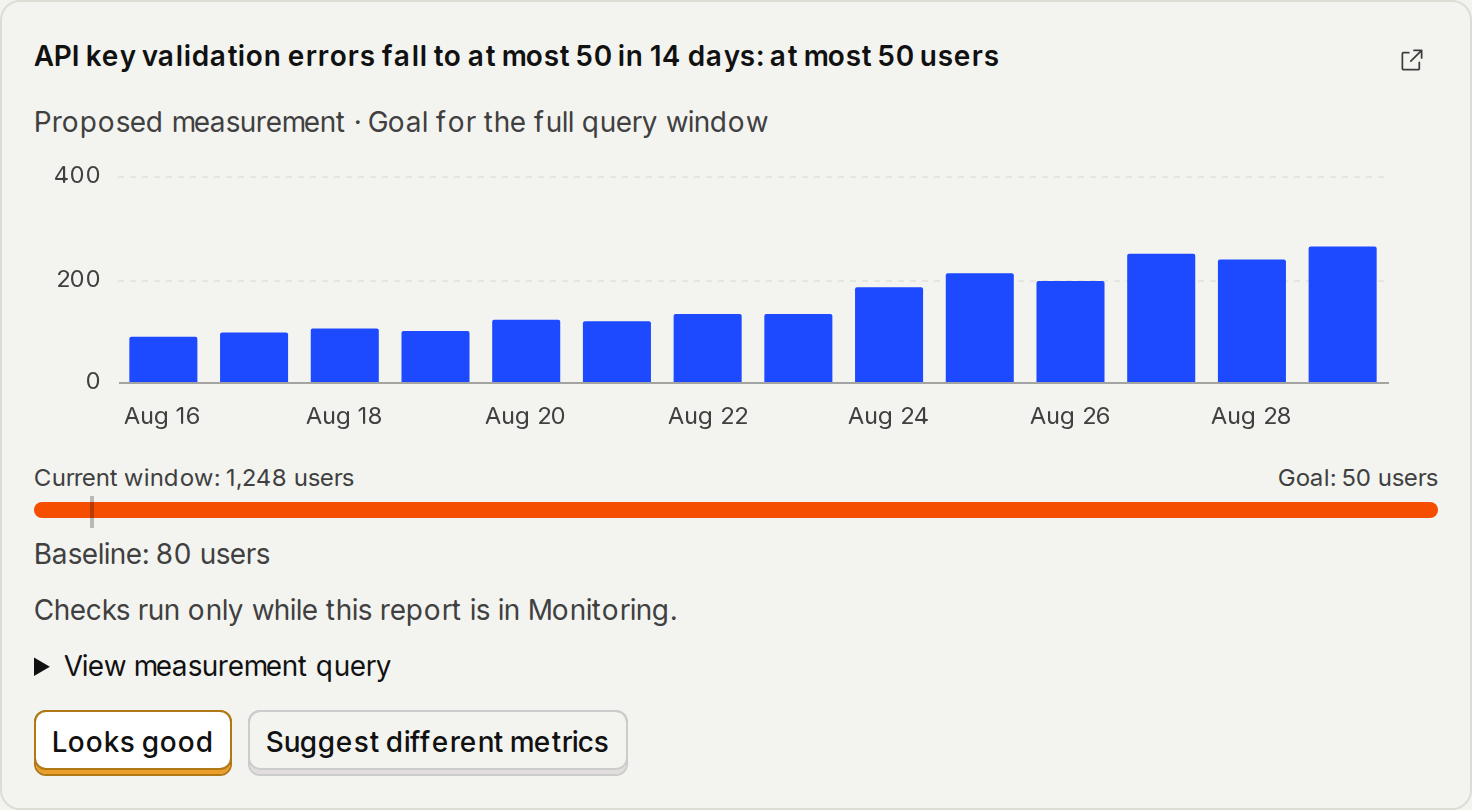 API key validation errors fall to at most 50 in 14 days: at most 50 users
Proposed measurement · Goal for the full query window
400
200
0
Aug 16 Aug 18 Aug 20 Aug 22 Aug 24 Aug 26 Aug 28
Current window: 1,248 users Goal: 50 users
Baseline: 80 users
Checks run only while this report is in Monitoring.
View measurement query
Looks good Suggest different metrics